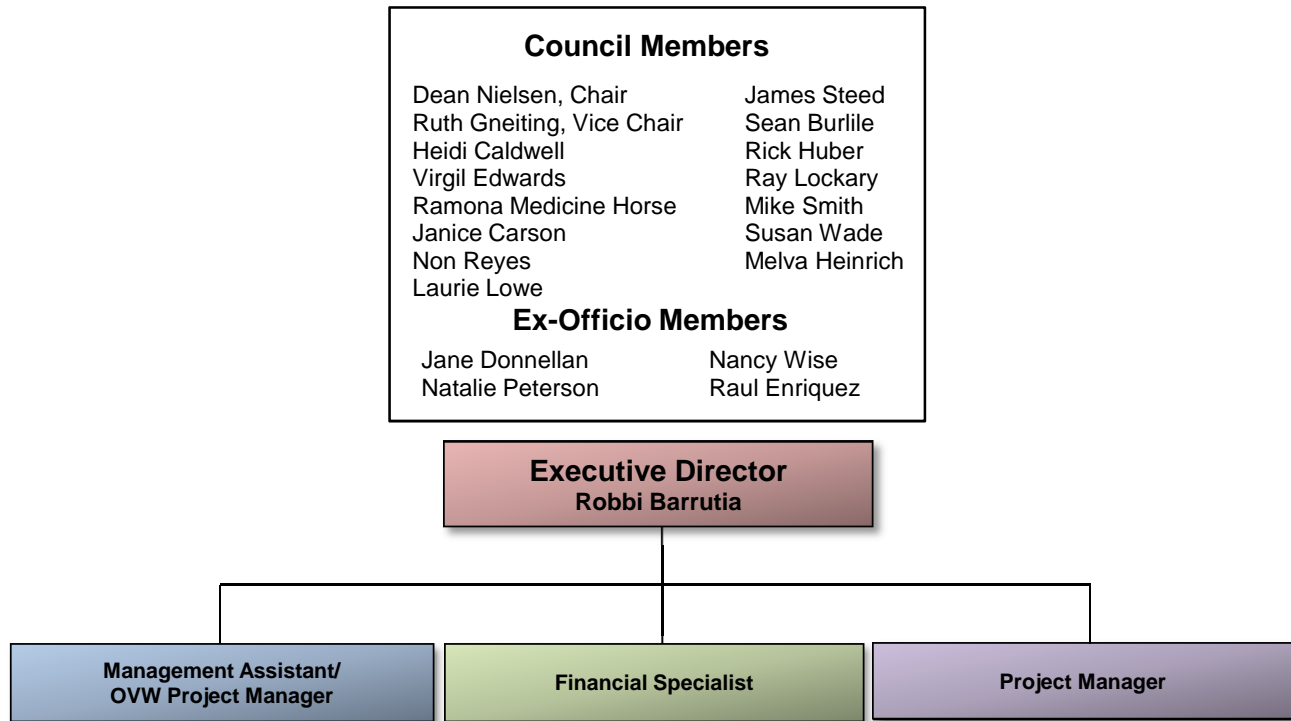 Council Members
Dean Nielsen, Chair
Ruth Gneiting, Vice Chair
Heidi Caldwell
Virgil Edwards
Ramona Medicine Horse
Janice Carson
Non Reyes
Laurie Lowe
James Steed
Sean Burlile
Rick Huber
Ray Lockary
Mike Smith
Susan Wade
Melva Heinrich
Ex-Officio Members
Jane Donnellan
Natalie Peterson
Nancy Wise
Raul Enriquez
Executive Director
Robbi Barrutia
Management Assistant/
OVW Project Manager
Financial Specialist
Project Manager